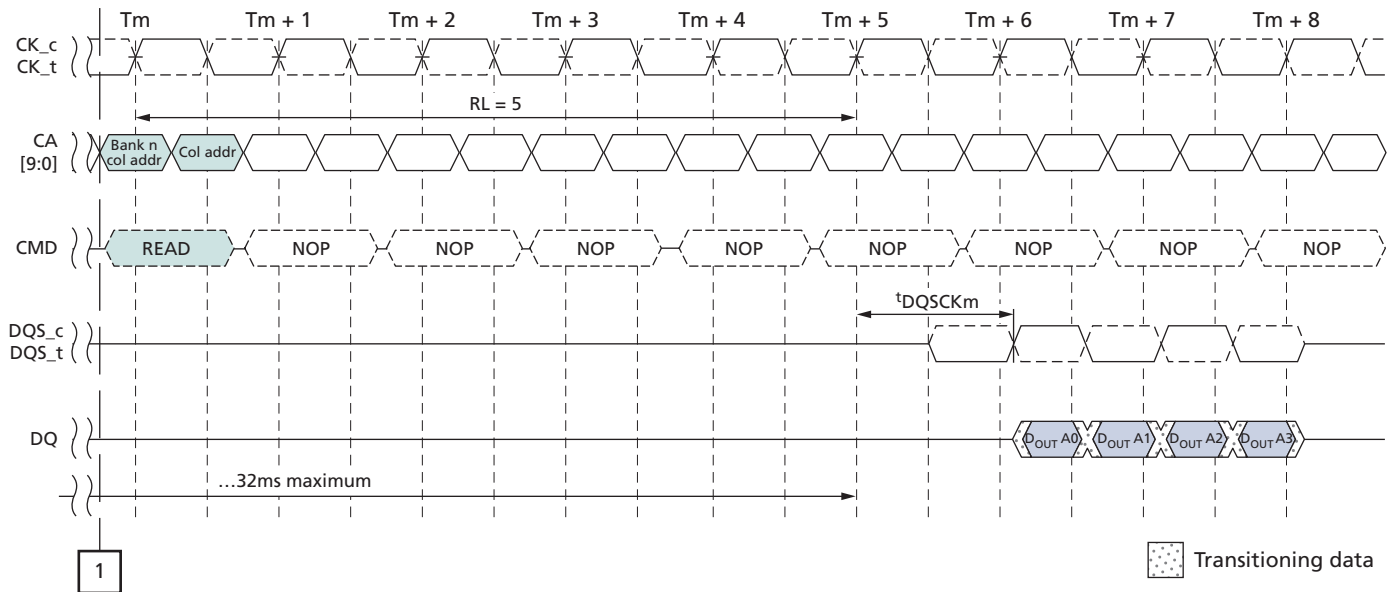 Tm Tm + 1 Tm + 2 Tm + 3 Tm + 4 Tm + 5 Tm + 6 Tm + 7 Tm + 8
CK_c
CK_t
RL = 5
CA
[9:0]
Bank n
col addr
Col addr
CMD READ NOP NOP NOP NOP NOP NOP NOP NOP
tDQSCKm
DQS_c
DQS_t
DQ DOUT A0 DOUT A1 DOUT A2 DOUT A3
…32ms maximum
1
Transitioning data